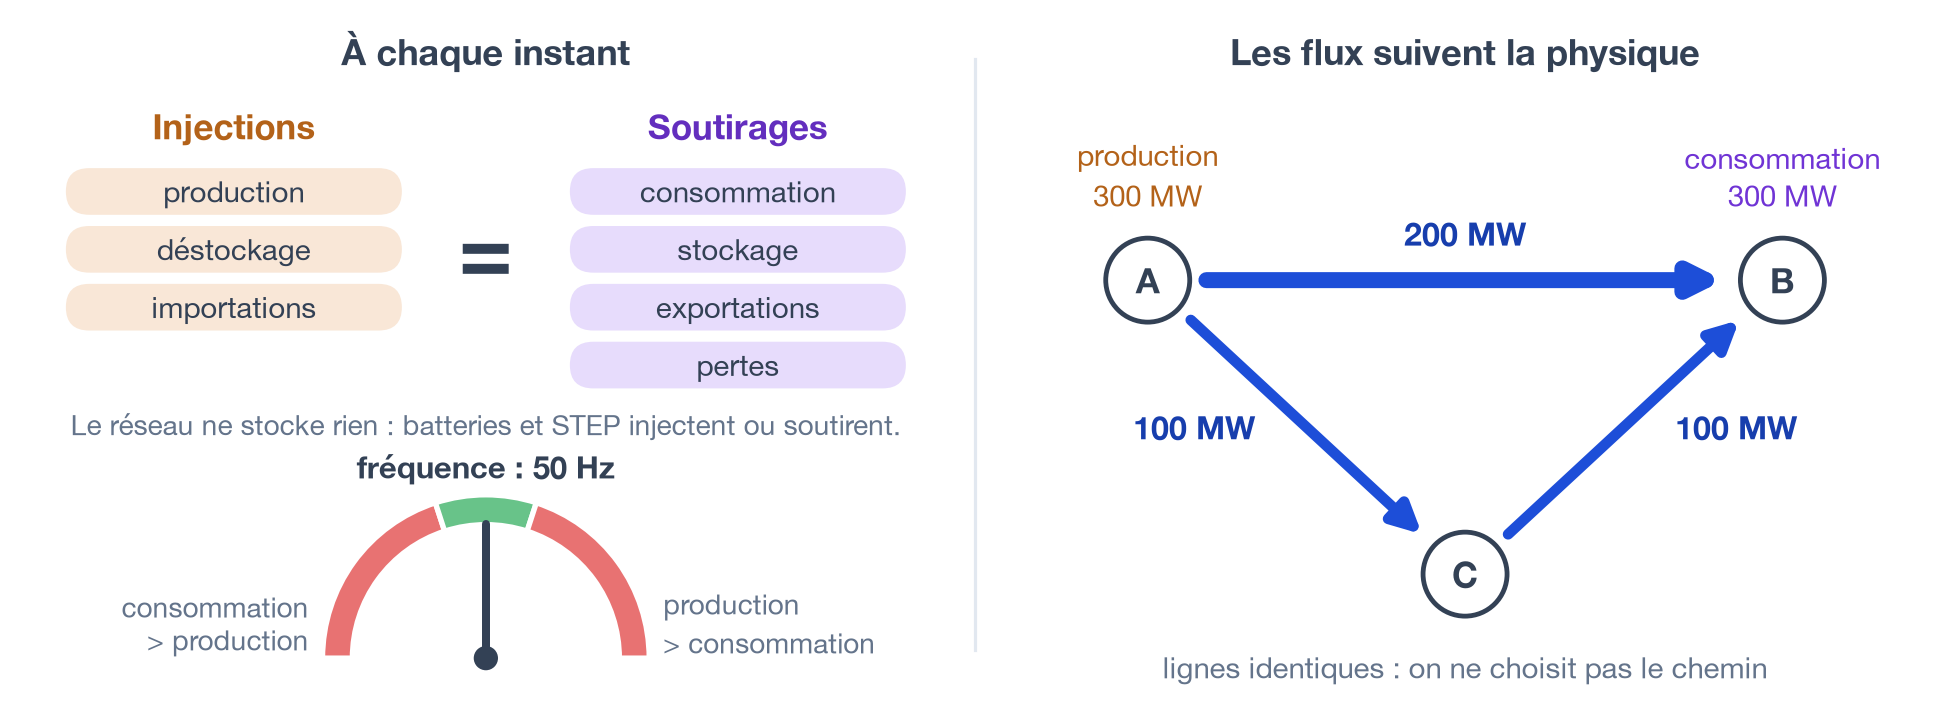 À chaque instant
Injections
production
déstockage
importations
=
Soutirages
consommation
stockage
exportations
pertes
Le réseau ne stocke rien : batteries et STEP injectent ou soutirent.
fréquence : 50 Hz
consommation
> production
production
> consommation
Les flux suivent la physique
production
300 MW
consommation
300 MW
200 MW
A
B
100 MW
100 MW
C
lignes identiques : on ne choisit pas le chemin